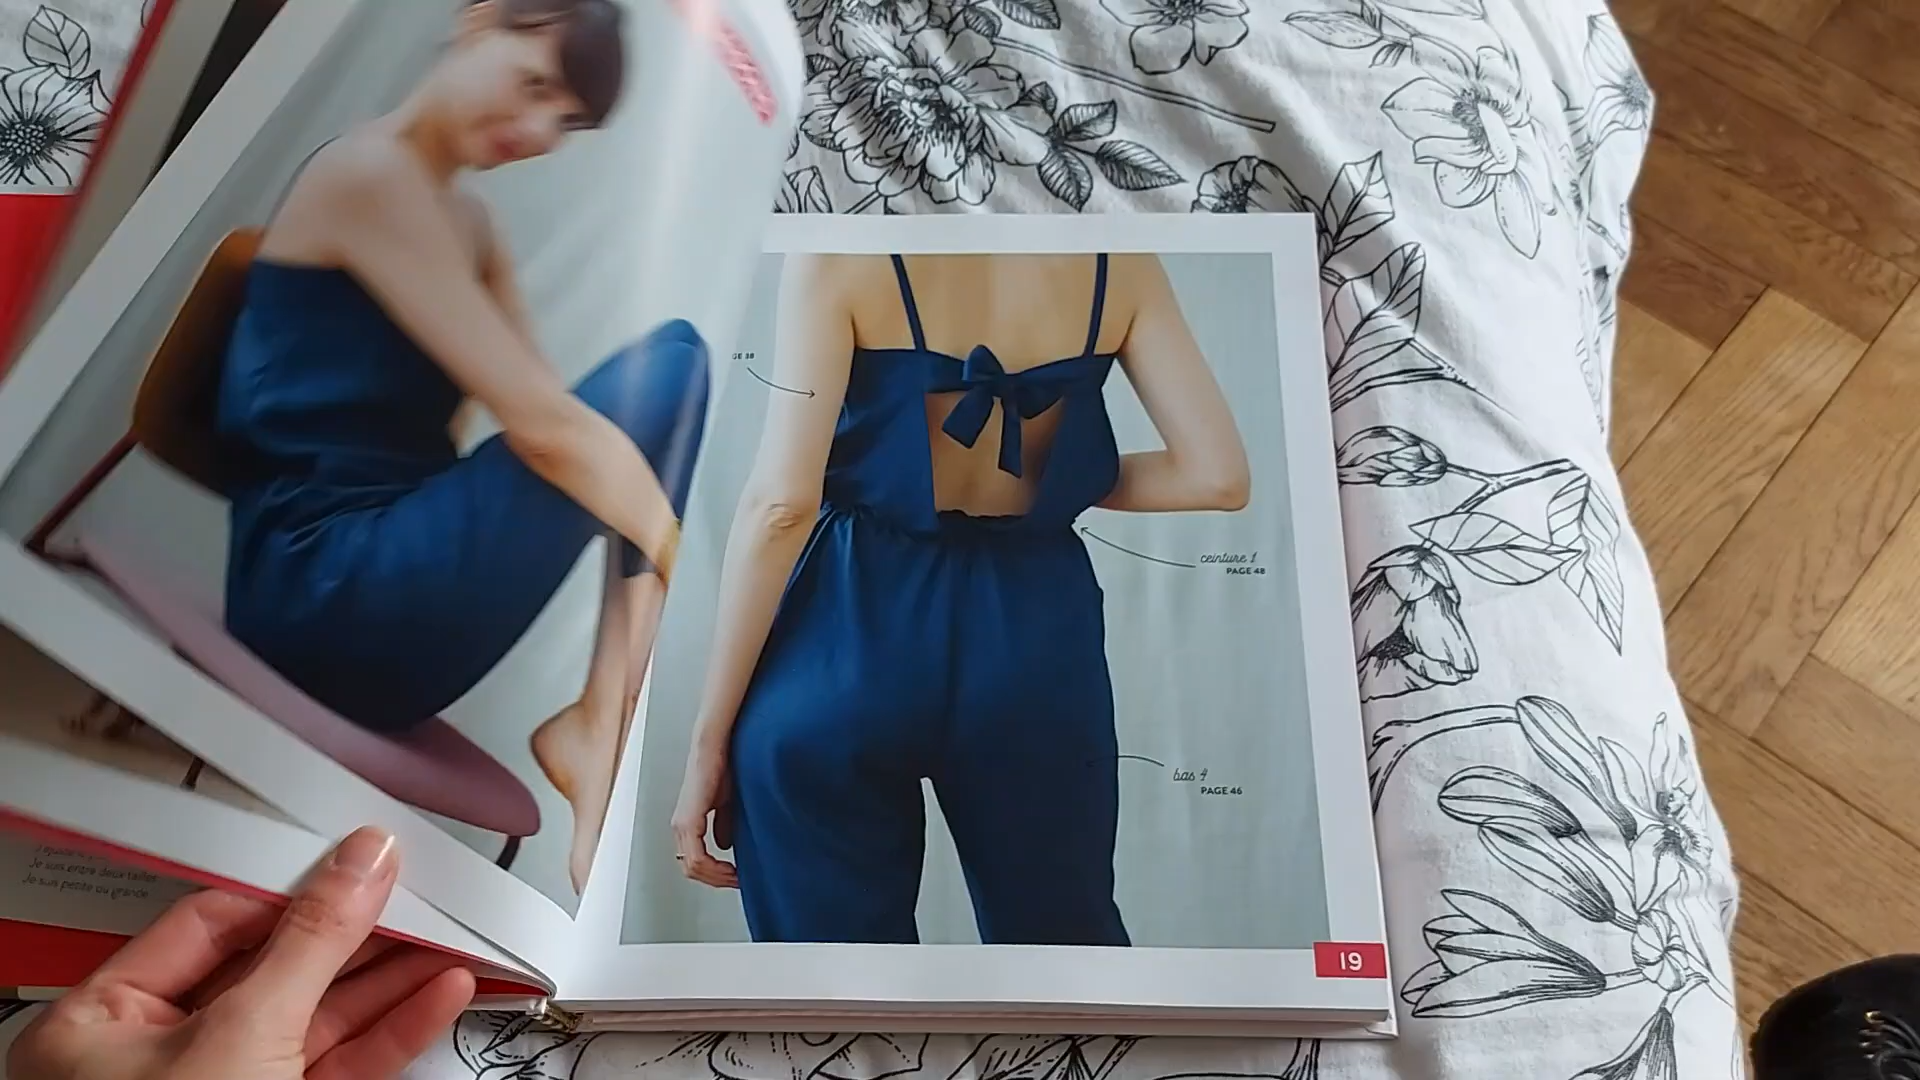 GE 38
ceinture 1
PAGE 48
bas 4
PAGE 46
19
Je suis entre deux tailles
Je suis petite ou grande